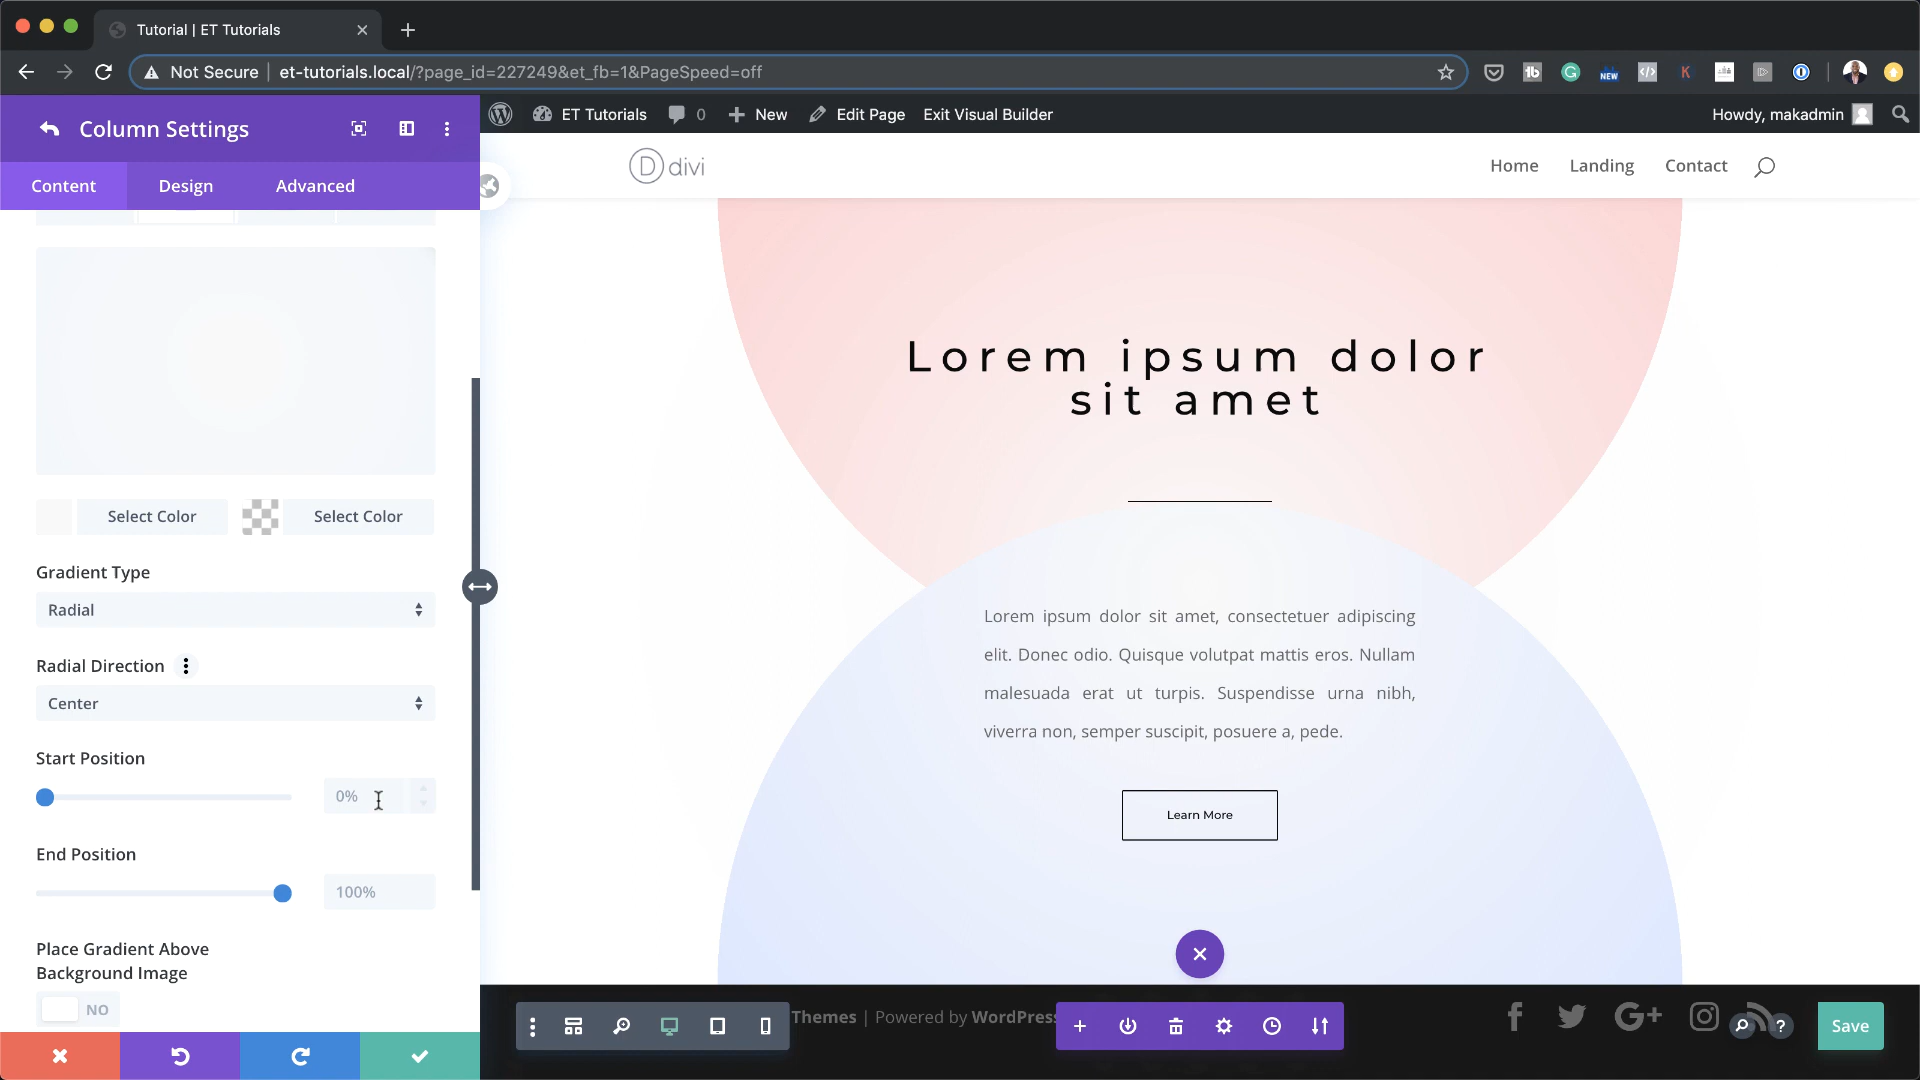 Tutorial | ET Tutorials
Not Secure | et-tutorials.local/?page_id=227249&et_fb=1&PageSpeed=off
1b
G
NEW
</>
K
Column Settings
ET Tutorials
0
New
Edit Page
Exit Visual Builder
Howdy, makadmin
Content
Design
Advanced
D divi
Home
Landing
Contact
Lorem ipsum dolor
sit amet
Select Color
Select Color
Gradient Type
Radial
Radial Direction
Center
Start Position
0%
End Position
100%
Place Gradient Above
Background Image
NO
Lorem ipsum dolor sit amet, consectetuer adipiscing
elit. Donec odio. Quisque volutpat mattis eros. Nullam
malesuada erat ut turpis. Suspendisse urna nibh,
viverra non, semper suscipit, posuere a, pede.
Learn More
Themes | Powered by WordPress
G+
?
Save